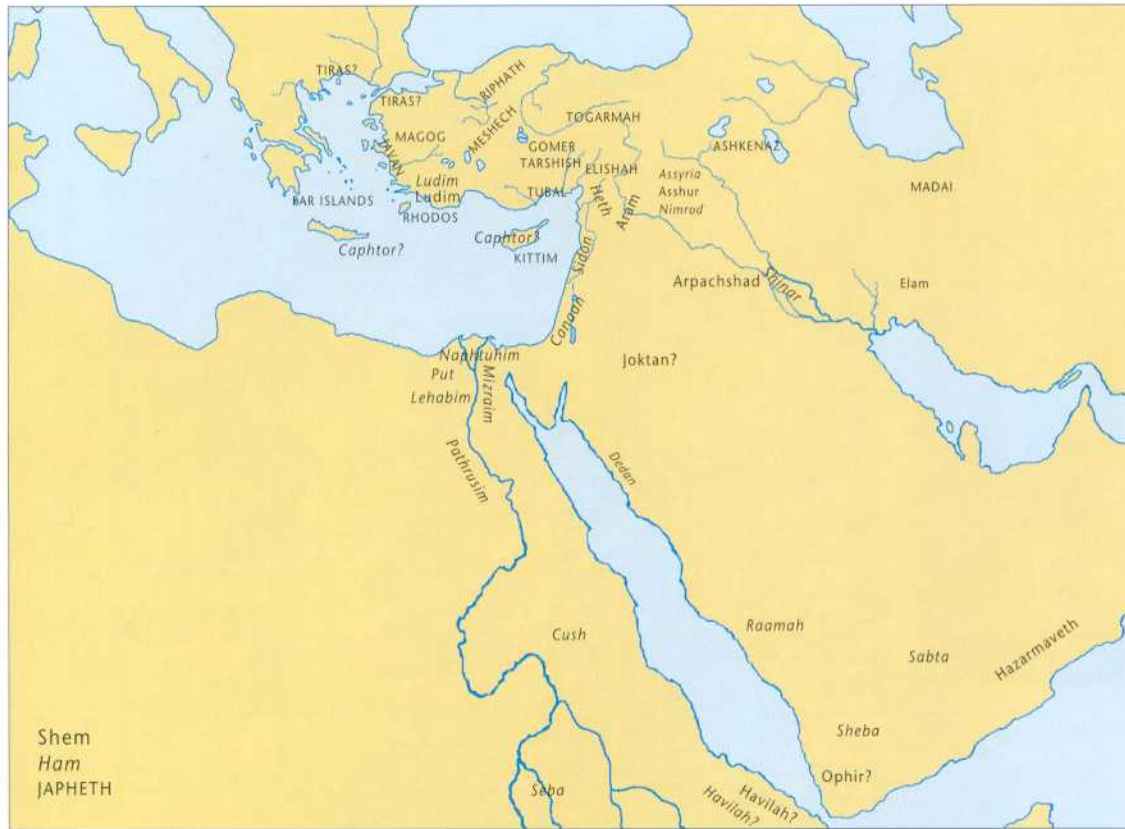 TIRAS?
TIRAS?
RIPHATH
MAGOG
MESHECH
TOGARMAH
JAVAN
GOMER
TARSHISH
ASHKENAZ
ELISHAH
Ludim
Ludim
TUBAL
Heth
Aram
Assyria
Asshur
Nimrod
MADAI
BAR ISLANDS
RHODOS
Caphtor?
Caphtor?
KITTIM
Sidon
Canaan
Arpachshad
Shinar
Elam
Naphtuhim
Put
Lehabim
Mizraim
Joktan?
Pathrusim
Dedan
Cush
Raamah
Sabta
Hazarmaveth
Sheba
Ophir?
Seba
Havilah?
Havilah?
Shem
Ham
JAPHETH